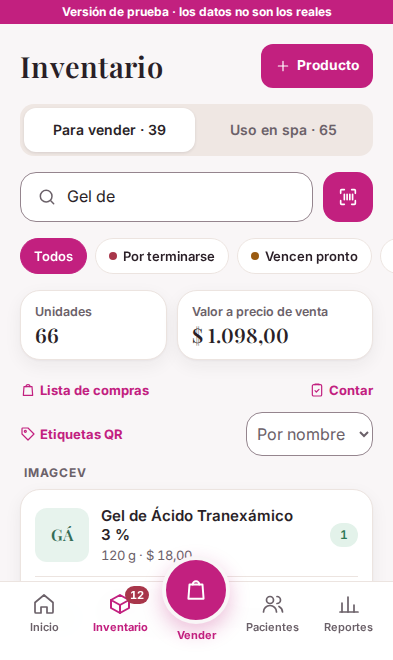 Versión de prueba · los datos no son los reales
Inventario
+ Producto
Para vender · 39
Uso en spa · 65
Gel de
Todos
Por terminarse
Vencen pronto
Unidades
66
Valor a precio de venta
$ 1.098,00
Lista de compras
Contar
Etiquetas QR
Por nombre
IMAGCEV
GÁ
Gel de Ácido Tranexámico
3 %
120 g · $ 18,00
1
Inicio
12
Inventario
Vender
Pacientes
Reportes